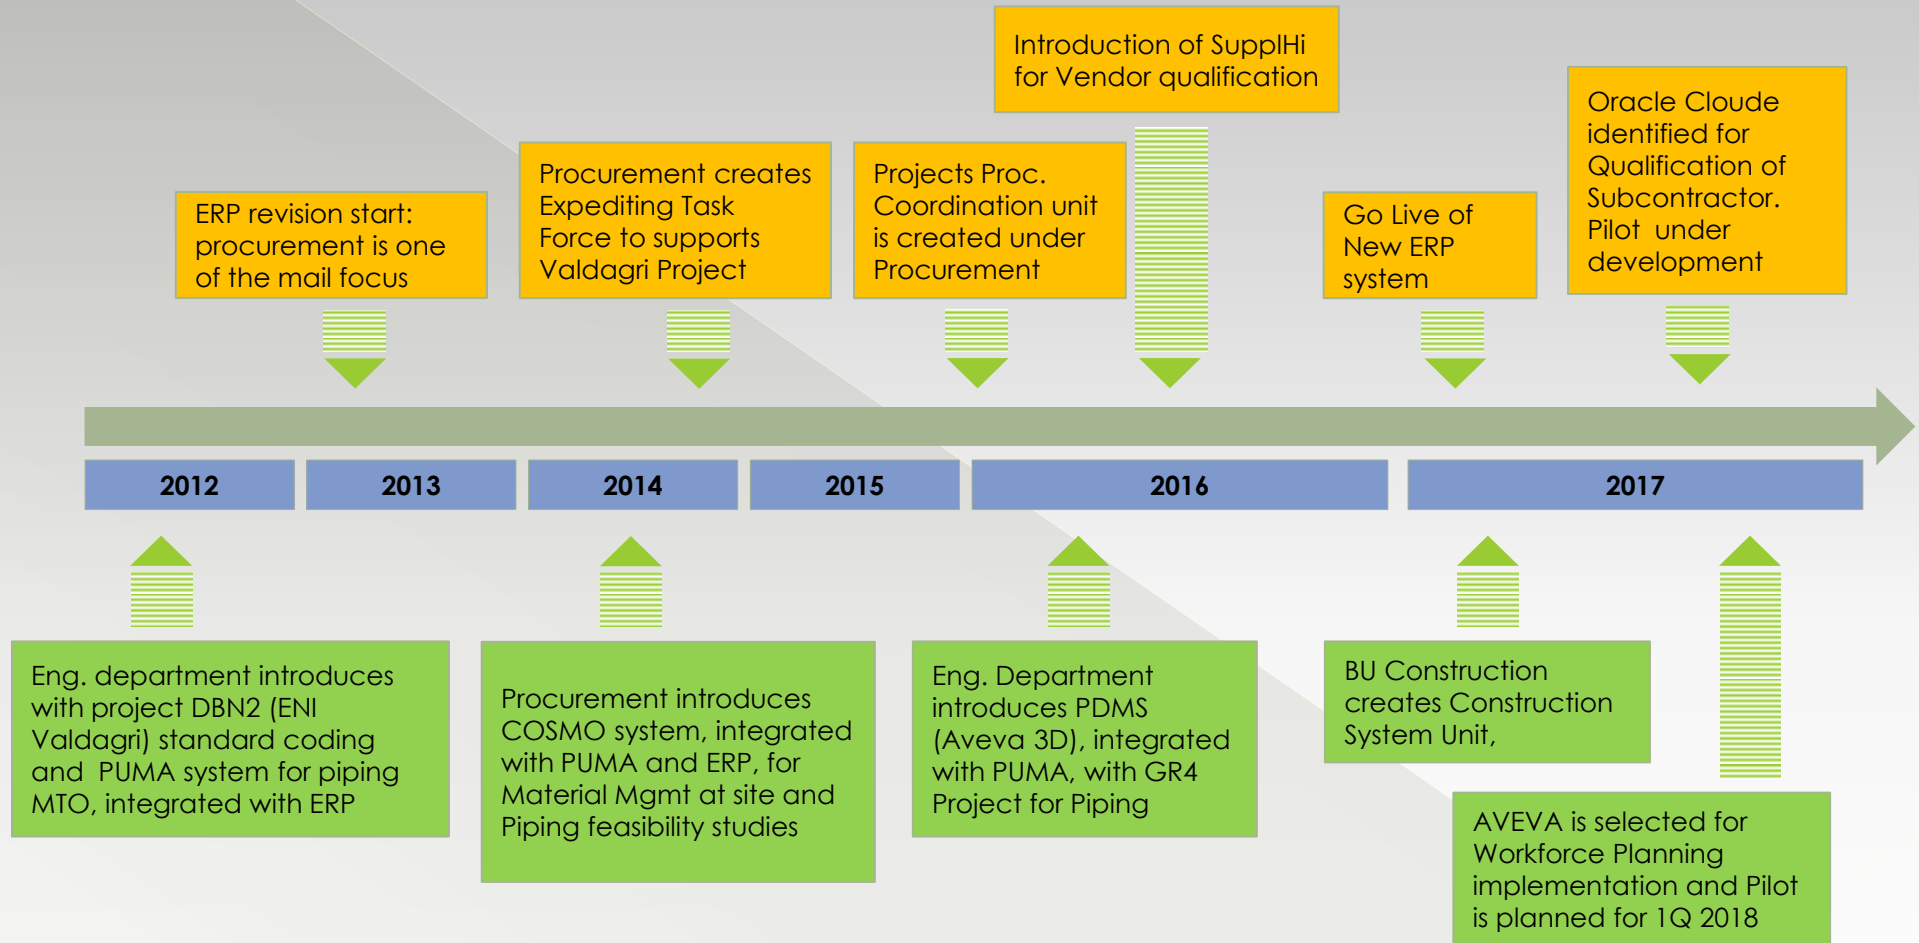 Introduction of SupplHi
for Vendor qualification
Oracle Cloude
identified for
Qualification of
Subcontractor.
Pilot under
development
Procurement creates
Expediting Task
Force to supports
Valdagri Project
Projects Proc.
Coordination unit
is created under
Procurement
ERP revision start:
procurement is one
of the mail focus
Go Live of
New ERP
system
2012
2013
2014
2015
2016
2017
Eng. department introduces
with project DBN2 (ENI
Valdagri) standard coding
and PUMA system for piping
MTO, integrated with ERP
Procurement introduces
COSMO system, integrated
with PUMA and ERP, for
Material Mgmt at site and
Piping feasibility studies
Eng. Department
introduces PDMS
(Aveva 3D), integrated
with PUMA, with GR4
Project for Piping
BU Construction
creates Construction
System Unit,
AVEVA is selected for
Workforce Planning
implementation and Pilot
is planned for 1Q 2018